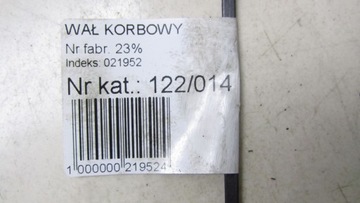 WAŁ KORBOWY
Nr fabr. 23%
Indeks: 021952
Nr kat.: 122/014
1 000000 219524